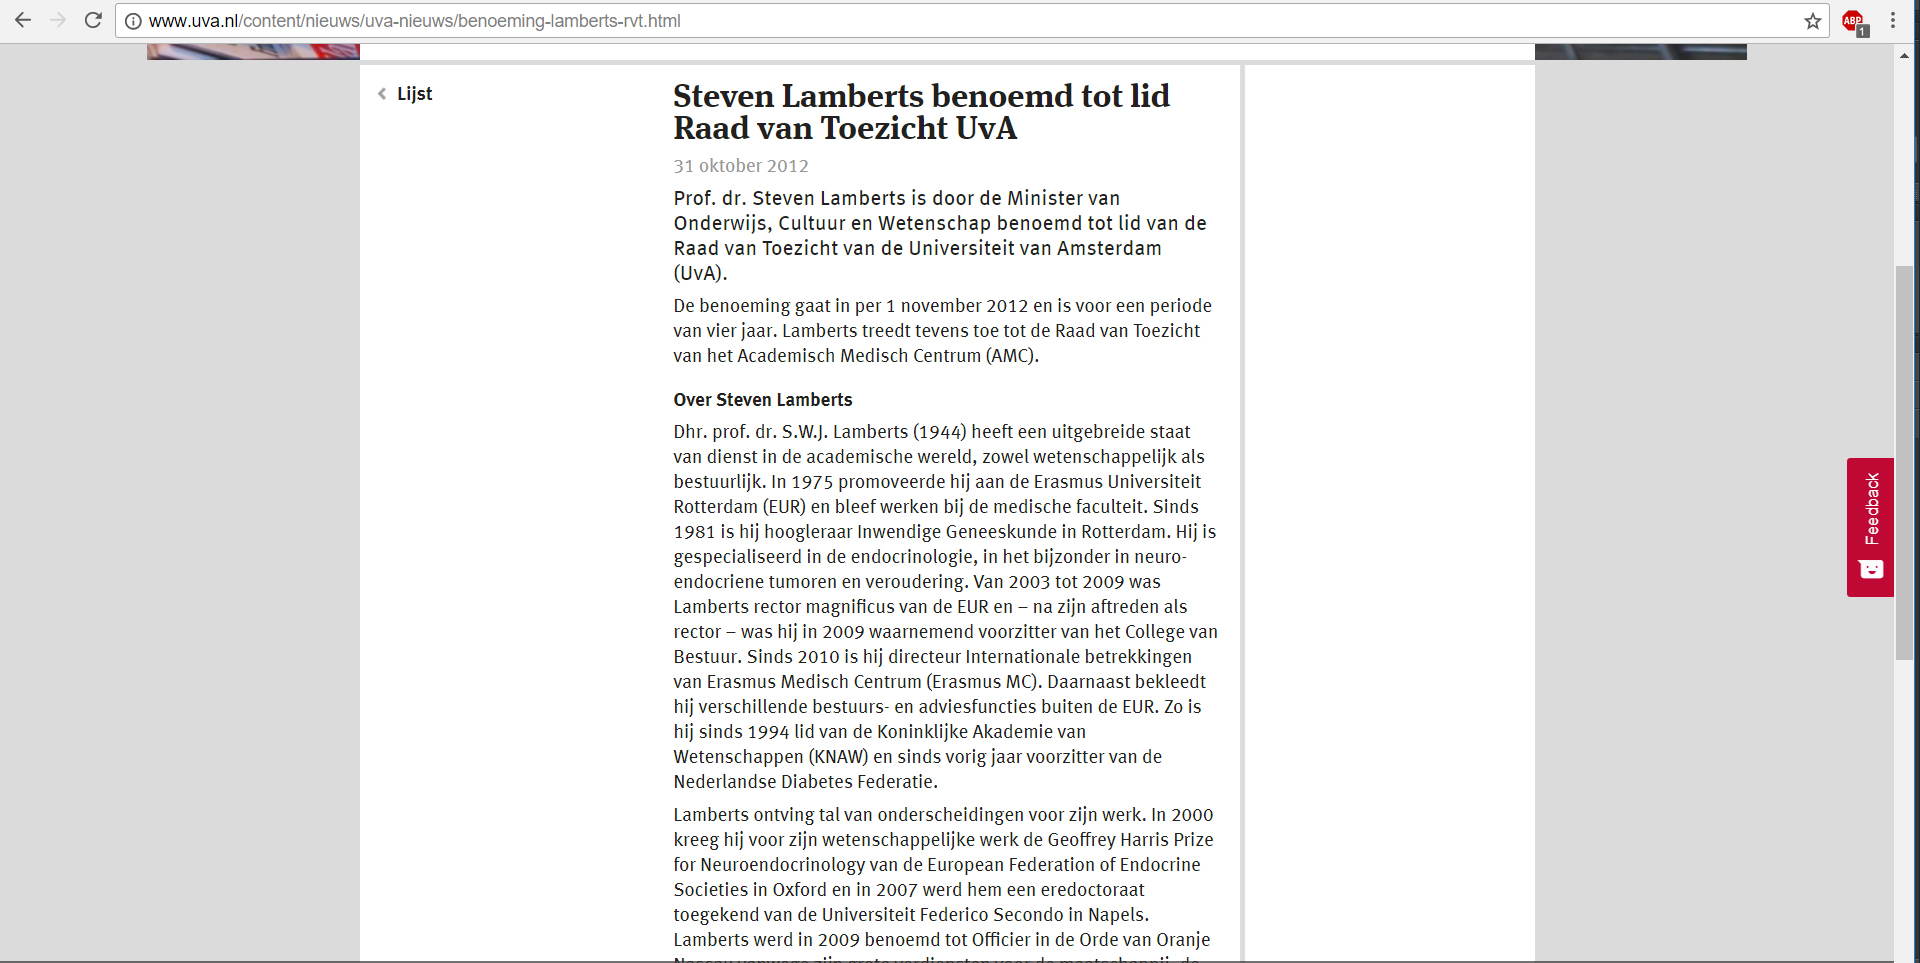 www.uva.nl/content/nieuws/uva-nieuws/benoeming-lamberts-rvt.html
ABP
1
Lijst
Steven Lamberts benoemd tot lid
Raad van Toezicht UvA
31 oktober 2012
Prof. dr. Steven Lamberts is door de Minister van
Onderwijs, Cultuur en Wetenschap benoemd tot lid van de
Raad van Toezicht van de Universiteit van Amsterdam
(UvA).
De benoeming gaat in per 1 november 2012 en is voor een periode
van vier jaar. Lamberts treedt tevens toe tot de Raad van Toezicht
van het Academisch Medisch Centrum (AMC).
Over Steven Lamberts
Dhr. prof. dr. S.W.J. Lamberts (1944) heeft een uitgebreide staat
van dienst in de academische wereld, zowel wetenschappelijk als
bestuurlijk. In 1975 promoveerde hij aan de Erasmus Universiteit
Rotterdam (EUR) en bleef werken bij de medische faculteit. Sinds
1981 is hij hoogleraar Inwendige Geneeskunde in Rotterdam. Hij is
gespecialiseerd in de endocrinologie, in het bijzonder in neuro-
endocriene tumoren en veroudering. Van 2003 tot 2009 was
Lamberts rector magnificus van de EUR en – na zijn aftreden als
rector – was hij in 2009 waarnemend voorzitter van het College van
Bestuur. Sinds 2010 is hij directeur Internationale betrekkingen
van Erasmus Medisch Centrum (Erasmus MC). Daarnaast bekleedt
hij verschillende bestuurs- en adviesfuncties buiten de EUR. Zo is
hij sinds 1994 lid van de Koninklijke Akademie van
Wetenschappen (KNAW) en sinds vorig jaar voorzitter van de
Nederlandse Diabetes Federatie.
Lamberts ontving tal van onderscheidingen voor zijn werk. In 2000
kreeg hij voor zijn wetenschappelijke werk de Geoffrey Harris Prize
for Neuroendocrinology van de European Federation of Endocrine
Societies in Oxford en in 2007 werd hem een eredoctoraat
toegekend van de Universiteit Federico Secondo in Napels.
Lamberts werd in 2009 benoemd tot Officier in de Orde van Oranje
Feedback